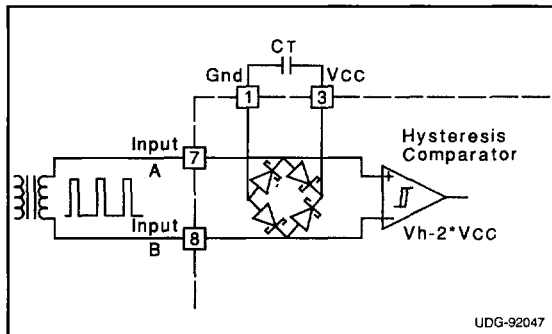 CT
Gnd
VCC
1
3
Input
7
A
Hysteresis
Comparator
Input
8
B
Vh-2*VCC
UDG-92047